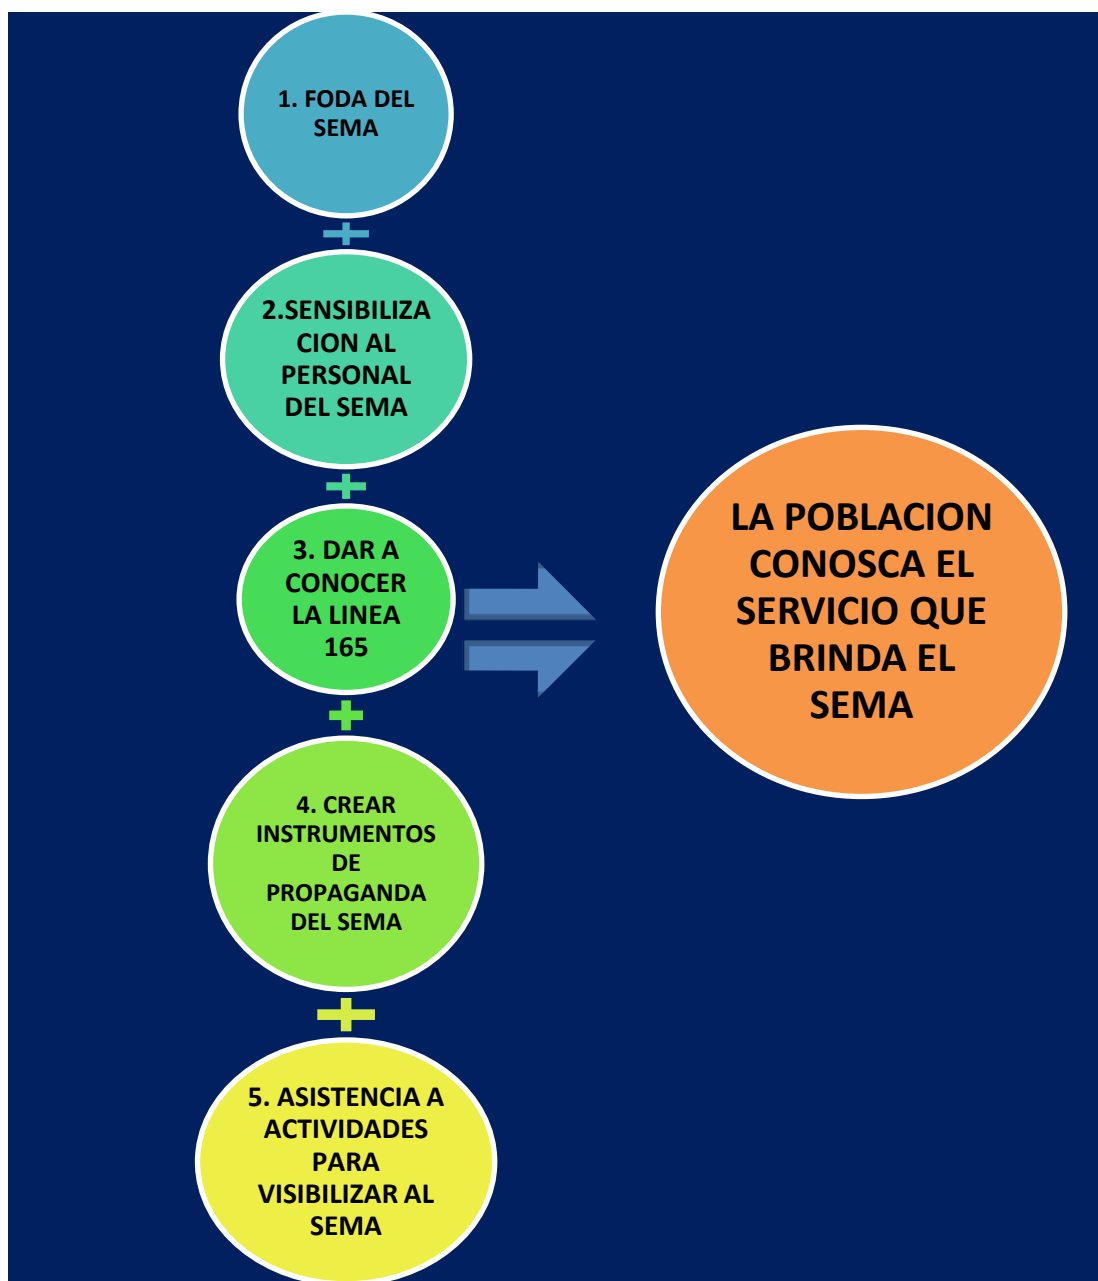 1. FODA DEL
SEMA
2.SENSIBILIZA
CION AL
PERSONAL
DEL SEMA
3. DAR A
CONOCER
LA LINEA
165
4. CREAR
INSTRUMENTOS
DE
PROPAGANDA
DEL SEMA
5. ASISTENCIA A
ACTIVIDADES
PARA
VISIBILIZAR AL
SEMA
LA POBLACION
CONOSCA EL
SERVICIO QUE
BRINDA EL
SEMA